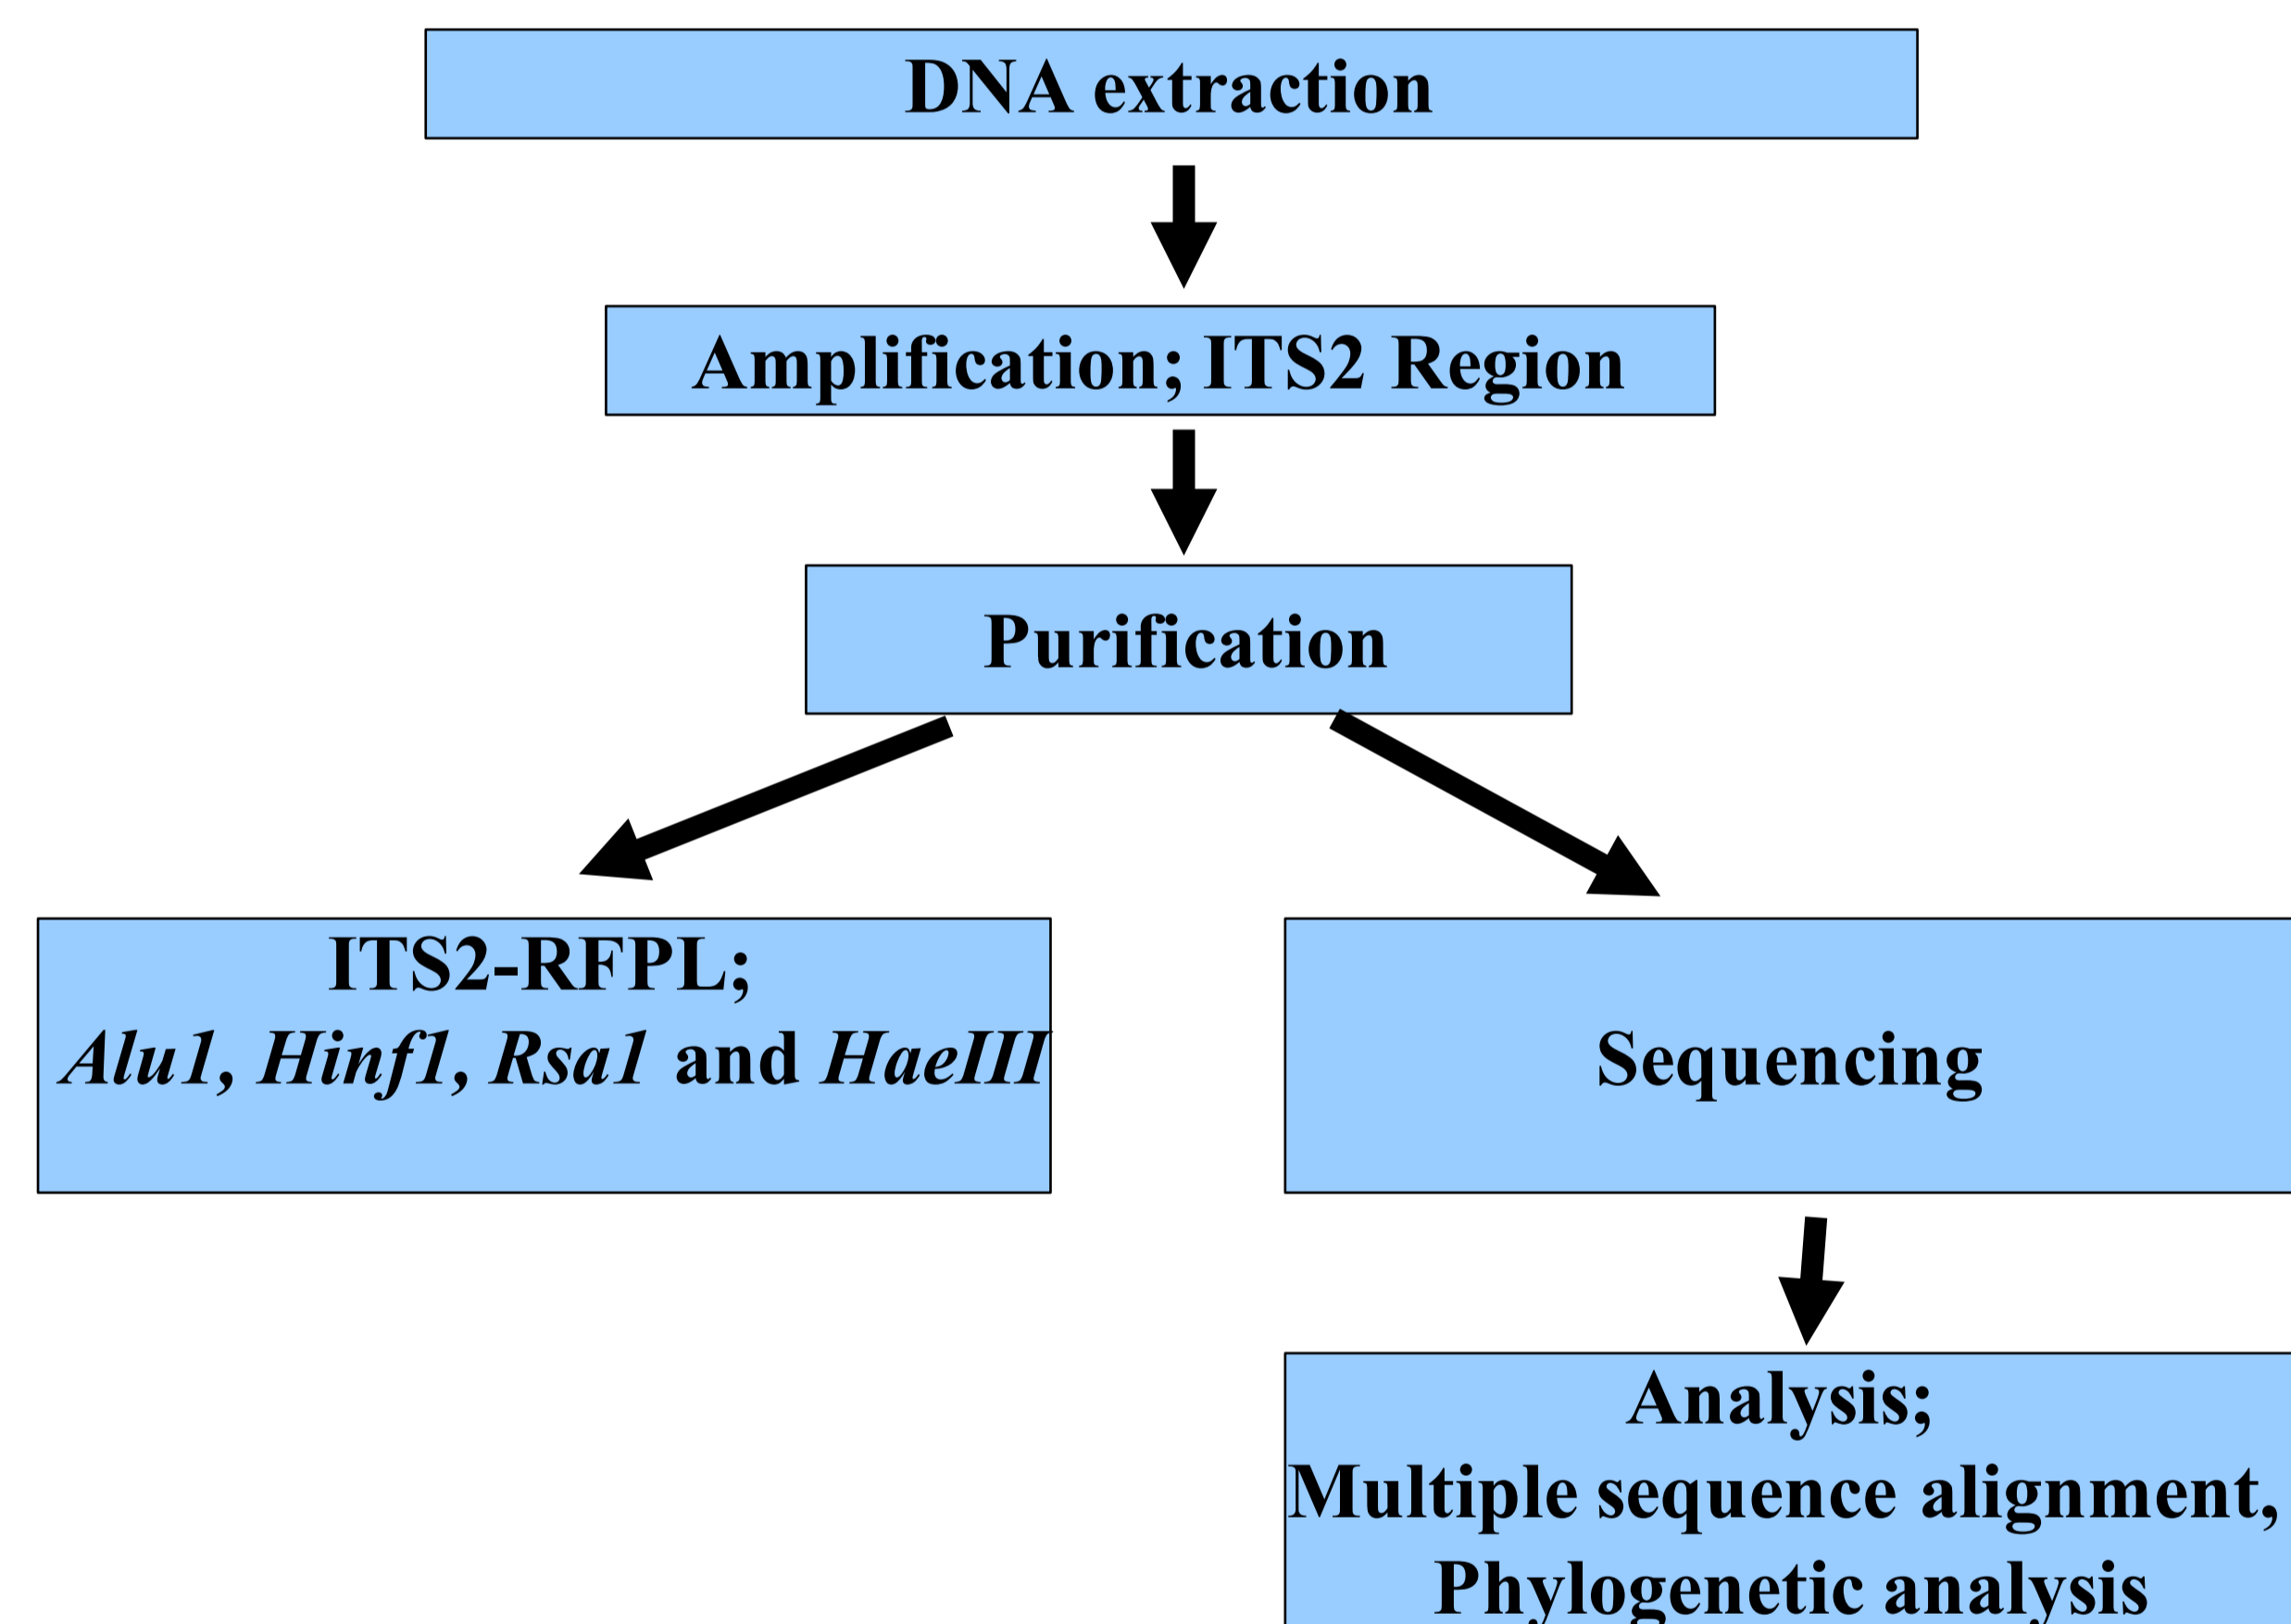 DNA extraction
Amplification; ITS2 Region
Purification
ITS2-RFPL;
Alu1, Hinf1, Rsa1 and HaeIII
Sequencing
Analysis;
Multiple sequence alignment,
Phylogenetic analysis